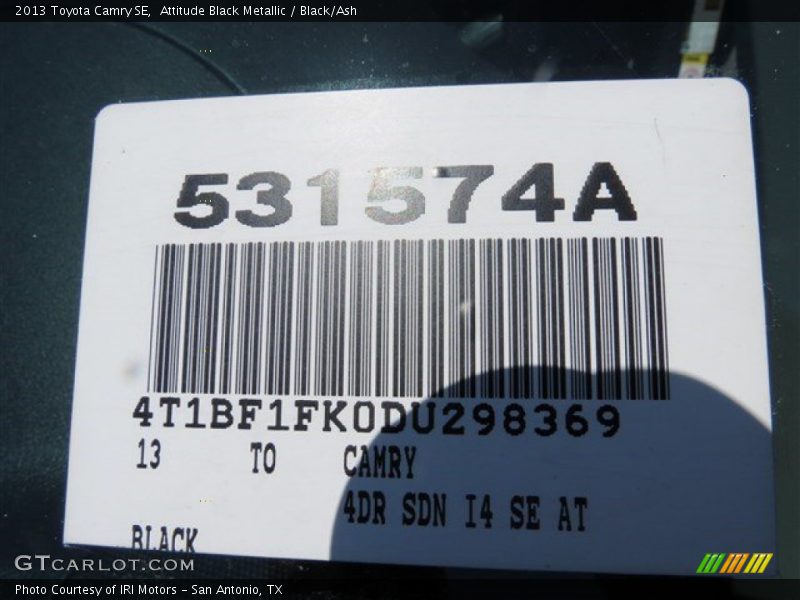 2013 Toyota Camry SE,  Attitude Black Metallic / Black/Ash
531574A
4T1BF1FK0DU298369
13 TO CAMRY
4DR SDN I4 SE AT
BLACK
GTCARLOT.COM
Photo Courtesy of IRI Motors – San Antonio, TX